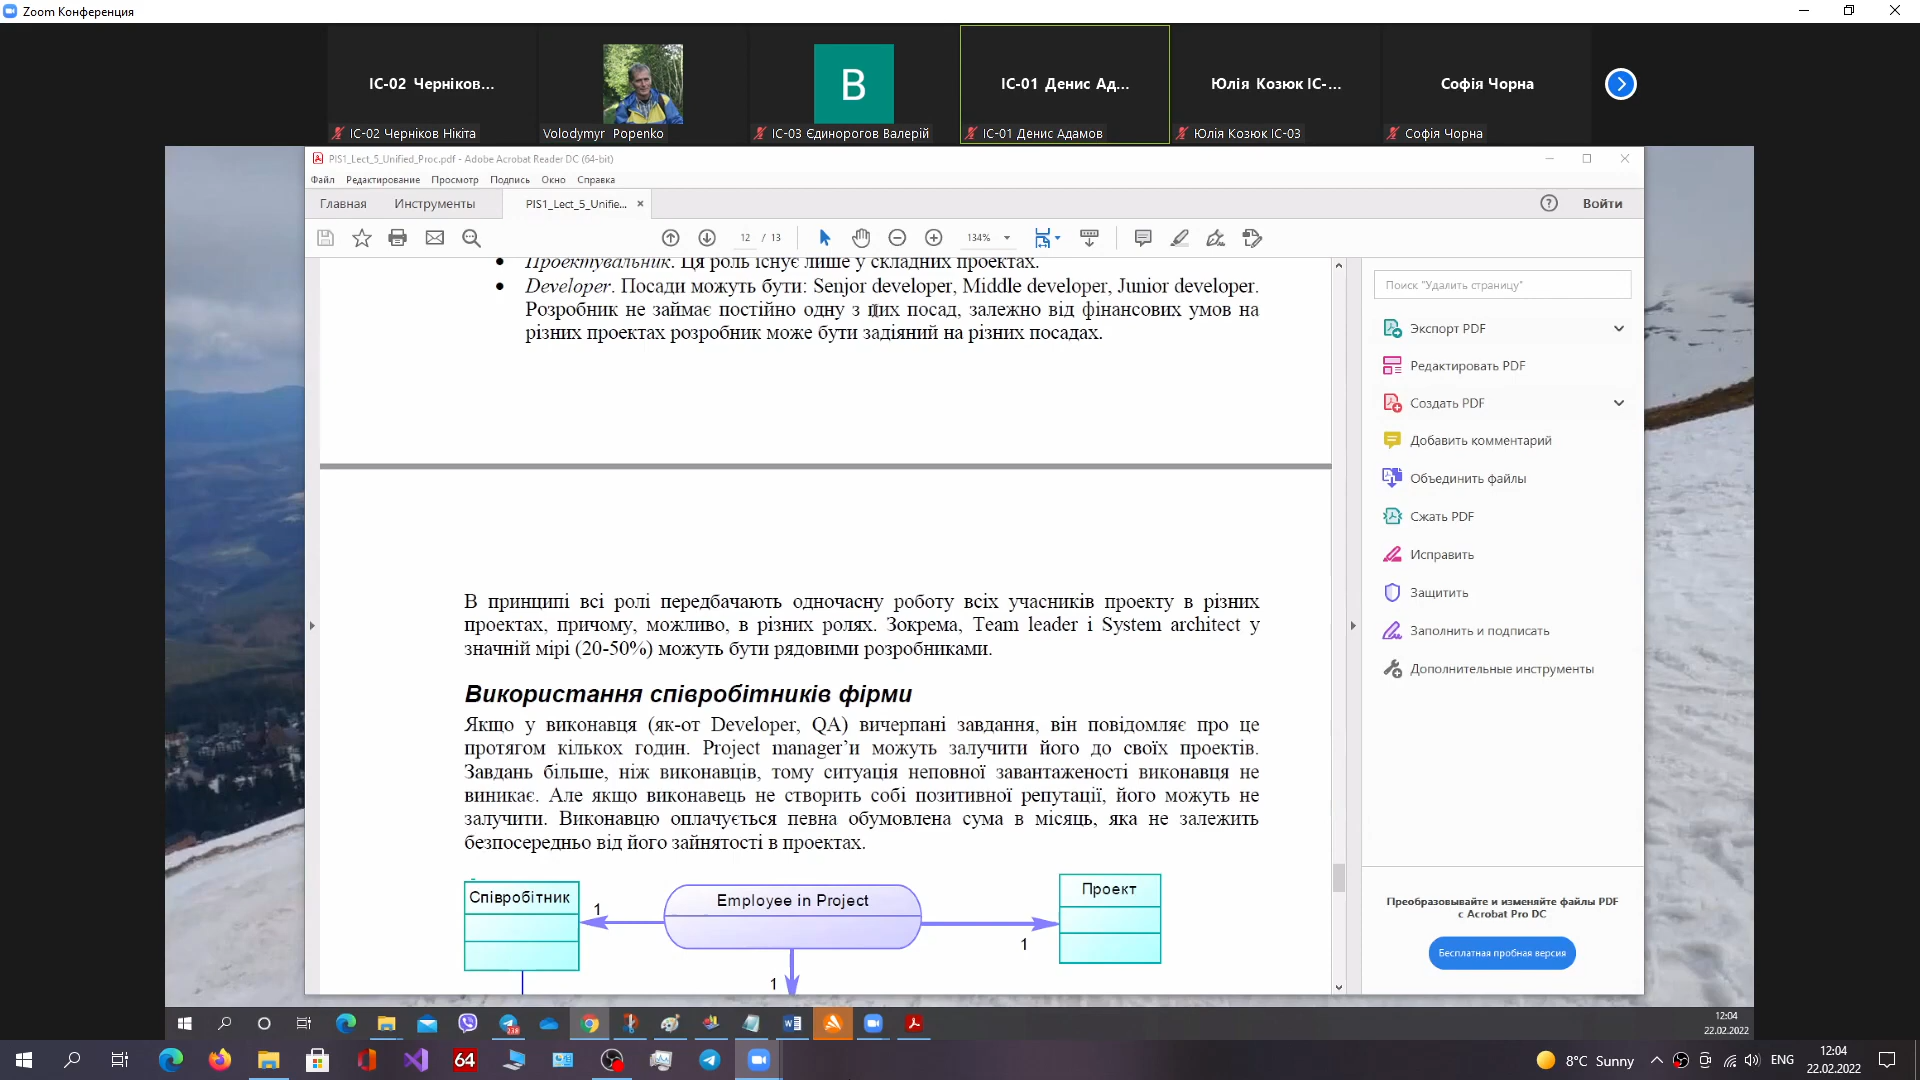 Zoom Конференция
ІС-02 Черніков...
В
ІС-01 Денис Ад...
Юлія Козюк ІС-...
Софія Чорна
ІС-02 Черніков Нікіта
Volodymyr Popenko
ІС-03 Єдинорогов Валерій
ІС-01 Денис Адамов
Юлія Козюк ІС-03
Софія Чорна
PIS1_Lect_5_Unified_Proc.pdf - Adobe Acrobat Reader DC (64-bit)
Файл Редактирование Просмотр Подпись Окно Справка
Главная Инструменты PIS1_Lect_5_Unifie... × Войти
12 / 13 134%
• Проектувальник. Ця роль існує лише у складних проектах.
• Developer. Посади можуть бути: Senjor developer, Middle developer, Junior developer.
Розробник не займає постійно одну з цих посад, залежно від фінансових умов на
різних проектах розробник може бути задіяний на різних посадах.
В принципі всі ролі передбачають одночасну роботу всіх учасників проекту в різних
проектах, причому, можливо, в різних ролях. Зокрема, Team leader і System architect у
значній мірі (20-50%) можуть бути рядовими розробниками.
Використання співробітників фірми
Якщо у виконавця (як-от Developer, QA) вичерпані завдання, він повідомляє про це
протягом кількох годин. Project manager’и можуть залучити його до своїх проектів.
Завдань більше, ніж виконавців, тому ситуація неповної завантаженості виконавця не
виникає. Але якщо виконавець не створить собі позитивної репутації, його можуть не
залучити. Виконавцю оплачується певна обумовлена сума в місяць, яка не залежить
безпосередньо від його зайнятості в проектах.
Співробітник
1
Employee in Project
1
Проект
1
Поиск "Удалить страницу"
Экспорт PDF
Редактировать PDF
Создать PDF
Добавить комментарий
Объединить файлы
Сжать PDF
Исправить
Защитить
Заполнить и подписать
Дополнительные инструменты
Преобразовывайте и изменяйте файлы PDF
с Acrobat Pro DC
Бесплатная пробная версия
238
12:04
22.02.2022
64
8°C Sunny
ENG
12:04
22.02.2022